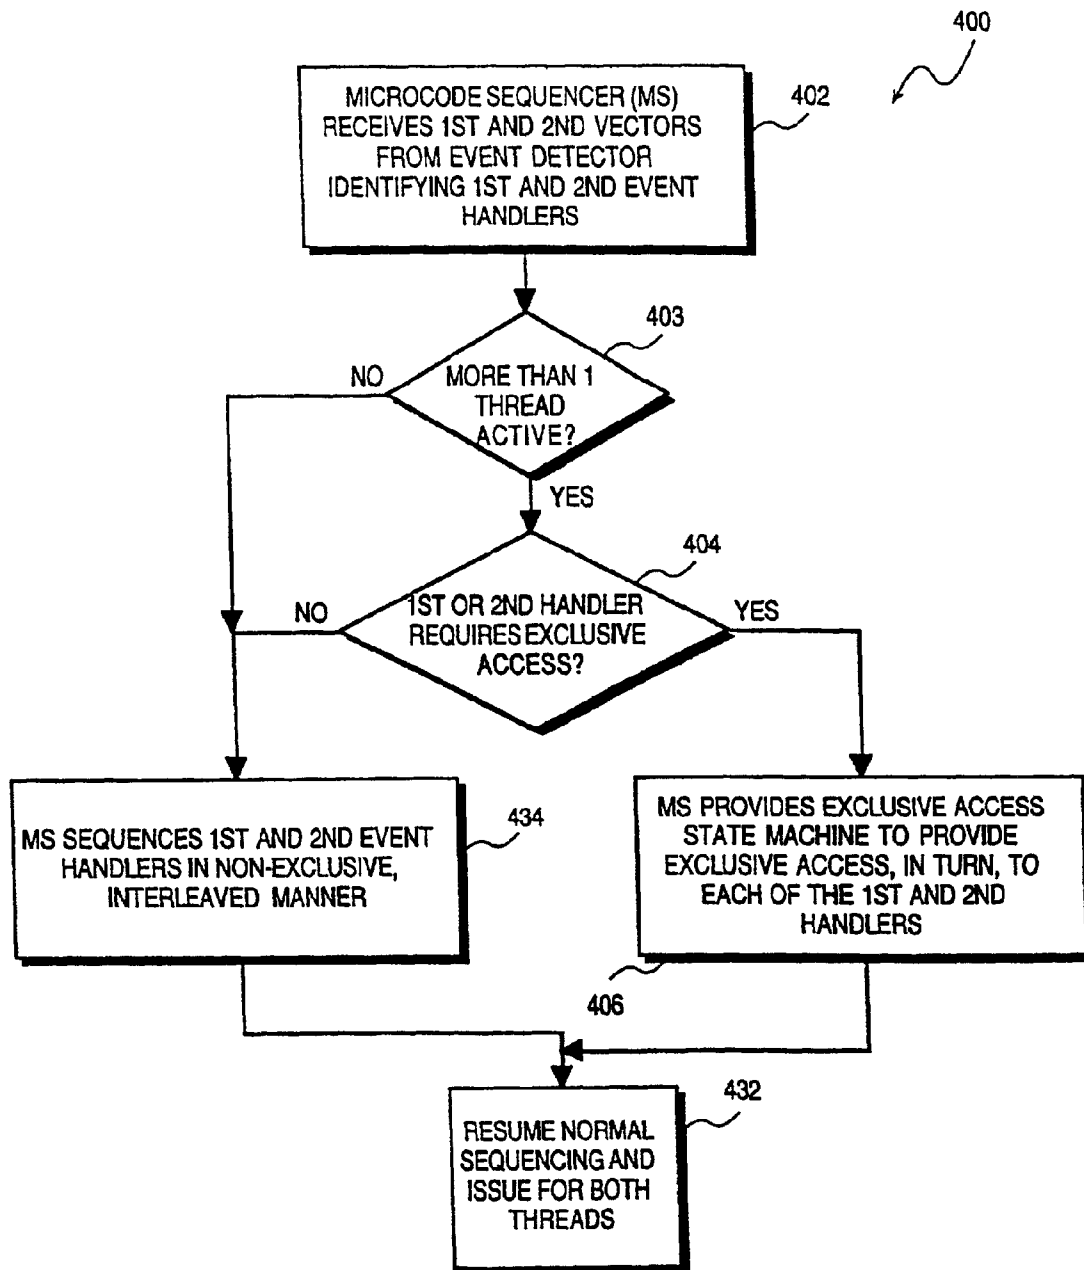 400
MICROCODE SEQUENCER (MS)
RECEIVES 1ST AND 2ND VECTORS
FROM EVENT DETECTOR
IDENTIFYING 1ST AND 2ND EVENT
HANDLERS
402
403
MORE THAN 1
THREAD
ACTIVE?
NO
YES
404
1ST OR 2ND HANDLER
REQUIRES EXCLUSIVE
ACCESS?
NO
YES
MS SEQUENCES 1ST AND 2ND EVENT
HANDLERS IN NON-EXCLUSIVE,
INTERLEAVED MANNER
434
MS PROVIDES EXCLUSIVE ACCESS
STATE MACHINE TO PROVIDE
EXCLUSIVE ACCESS, IN TURN, TO
EACH OF THE 1ST AND 2ND
HANDLERS
406
432
RESUME NORMAL
SEQUENCING AND
ISSUE FOR BOTH
THREADS